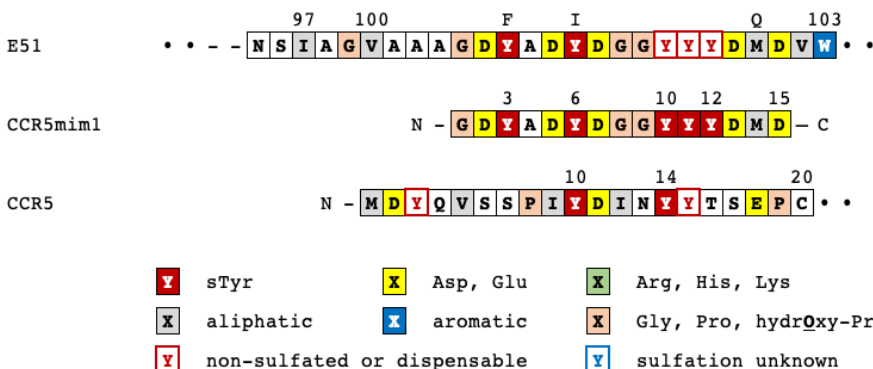 97 100 F I Q 103
E51 • • - - N S I A G V A A A G D Y A D Y D G G Y Y Y D M D V W • •
3 6 10 12 15
CCR5mim1 N - G D Y A D Y D G G Y Y Y D M D - C
10 14 20
CCR5 N - M D Y Q V S S P I Y D I N Y Y T S E P C • •
Y sTyr X Asp, Glu X Arg, His, Lys
X aliphatic X aromatic X Gly, Pro, hydrOxy-Pr
Y non-sulfated or dispensable Y sulfation unknown